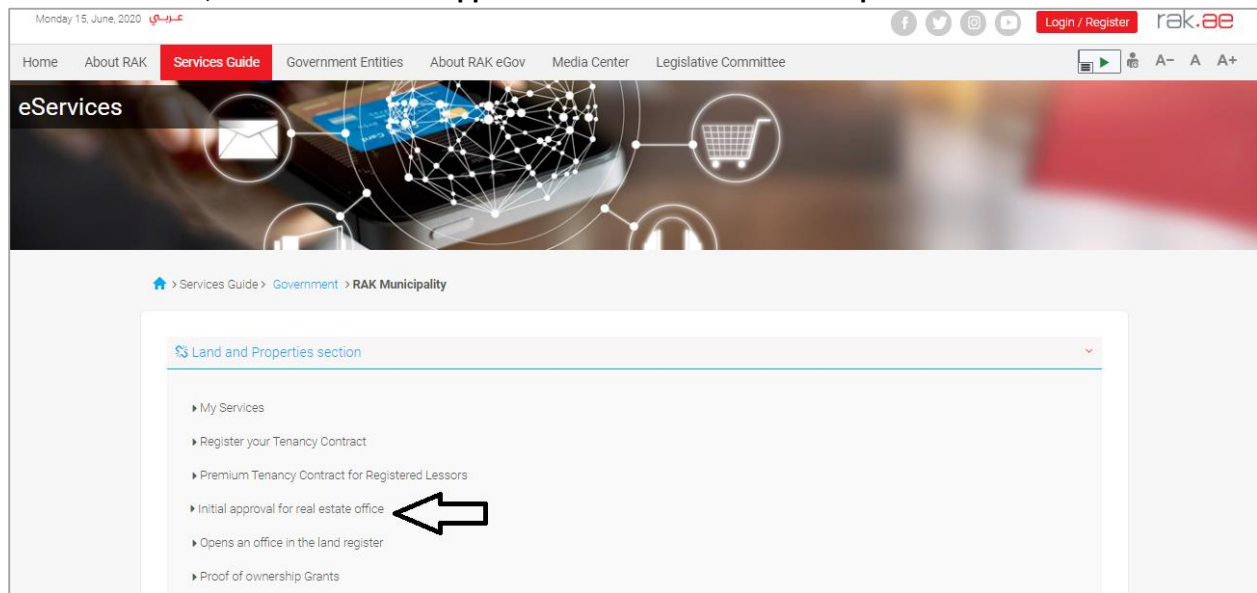 Monday 15, June, 2020 عـربـي
Login / Register
rak.ae
Home About RAK Services Guide Government Entities About RAK eGov Media Center Legislative Committee A- A A+
eServices
> Services Guide > Government > RAK Municipality
Land and Properties section
My Services
Register your Tenancy Contract
Premium Tenancy Contract for Registered Lessors
Initial approval for real estate office
Opens an office in the land register
Proof of ownership Grants